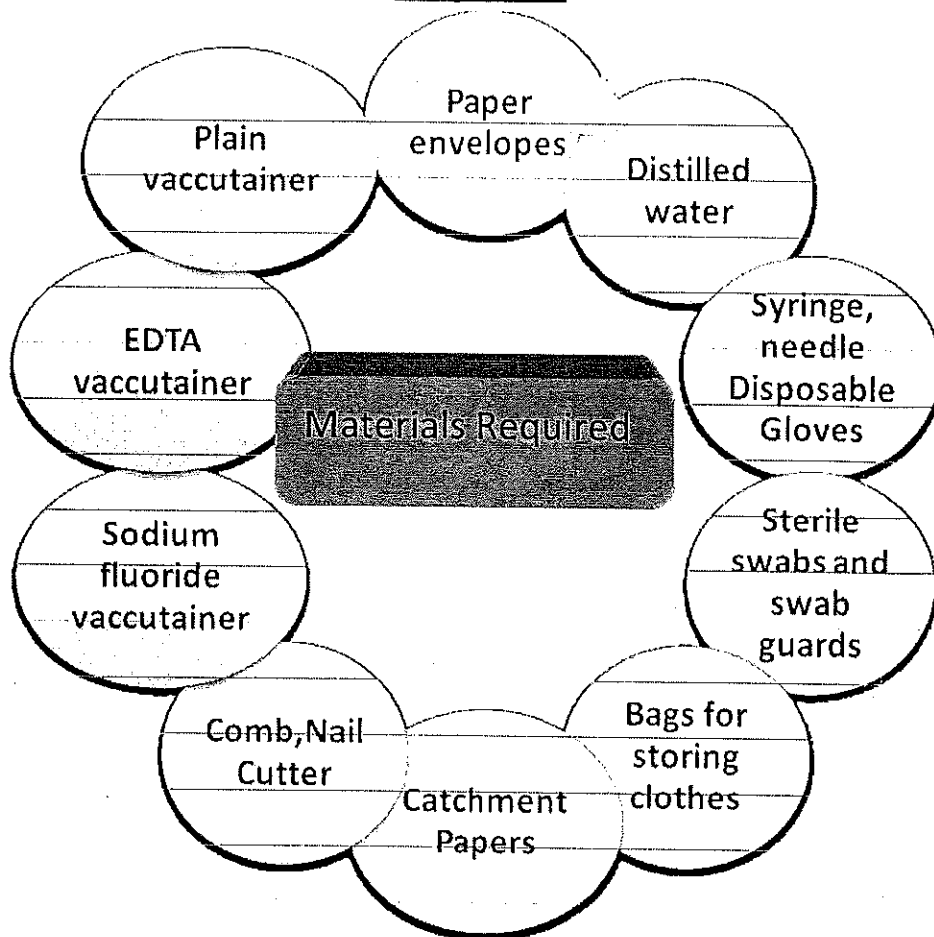 Paper
envelopes
Distilled
water
Syringe,
needle
Disposable
Gloves
Sterile
swabs and
swab
guards
Bags for
storing
clothes
Catchment
Papers
Comb,Nail
Cutter
Sodium
fluoride
vaccutainer
EDTA
vaccutainer
Plain
vaccutainer
Materials Required